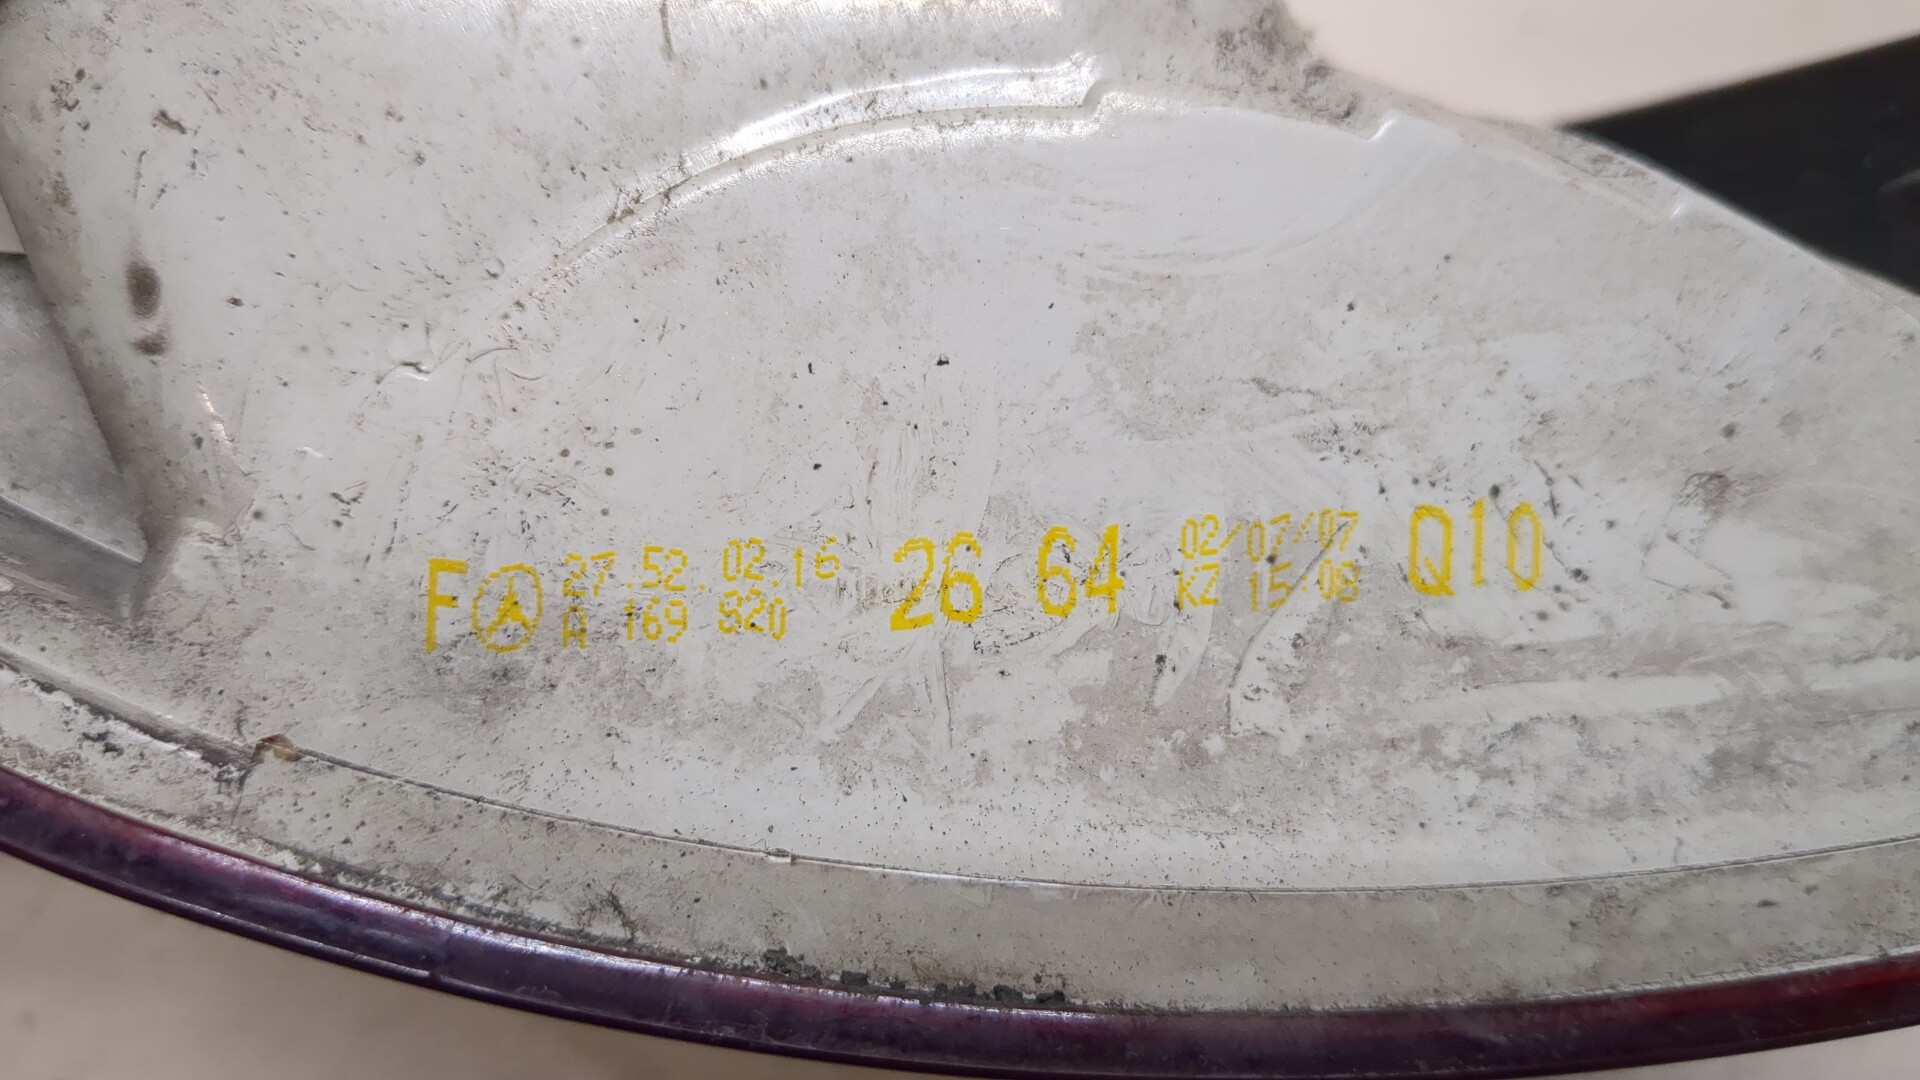 F 27.52.02.16 26 64 02/07/07 Q10
A 169 820 KZ 15:08